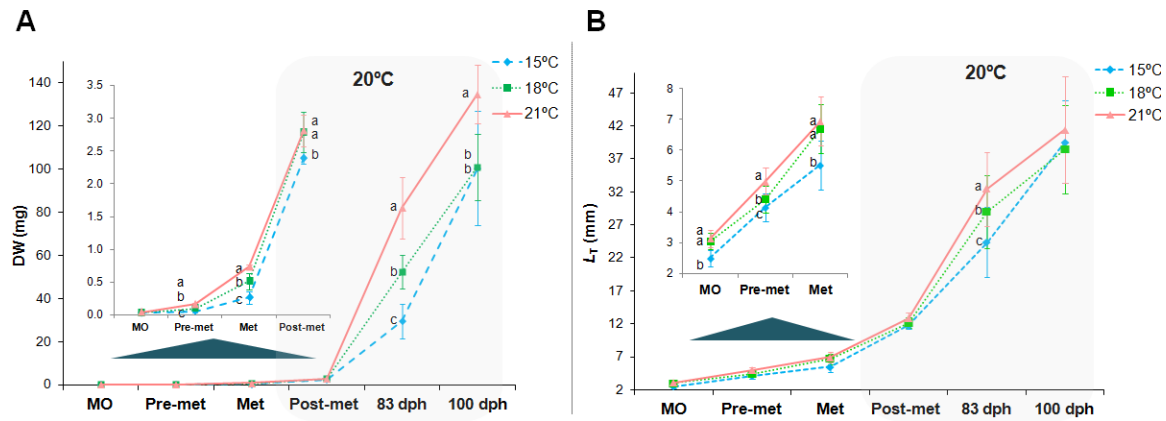 A
B
20ºC
15ºC
18ºC
21ºC
DW (mg)
140
120
100
80
60
40
20
0
3.5
3.0
2.5
2.0
1.5
1.0
0.5
0.0
a
a
b
a
b
c
a
b
c
a
b
c
a
b
b
MO Pre-met Met Post-met
MO Pre-met Met Post-met 83 dph 100 dph
20ºC
15ºC
18ºC
21ºC
LT (mm)
47
42
37
32
27
22
17
12
7
2
8
7
6
5
4
3
2
a
a
b
a
b
c
a
a
b
a
b
c
MO Pre-met Met
MO Pre-met Met Post-met 83 dph 100 dph